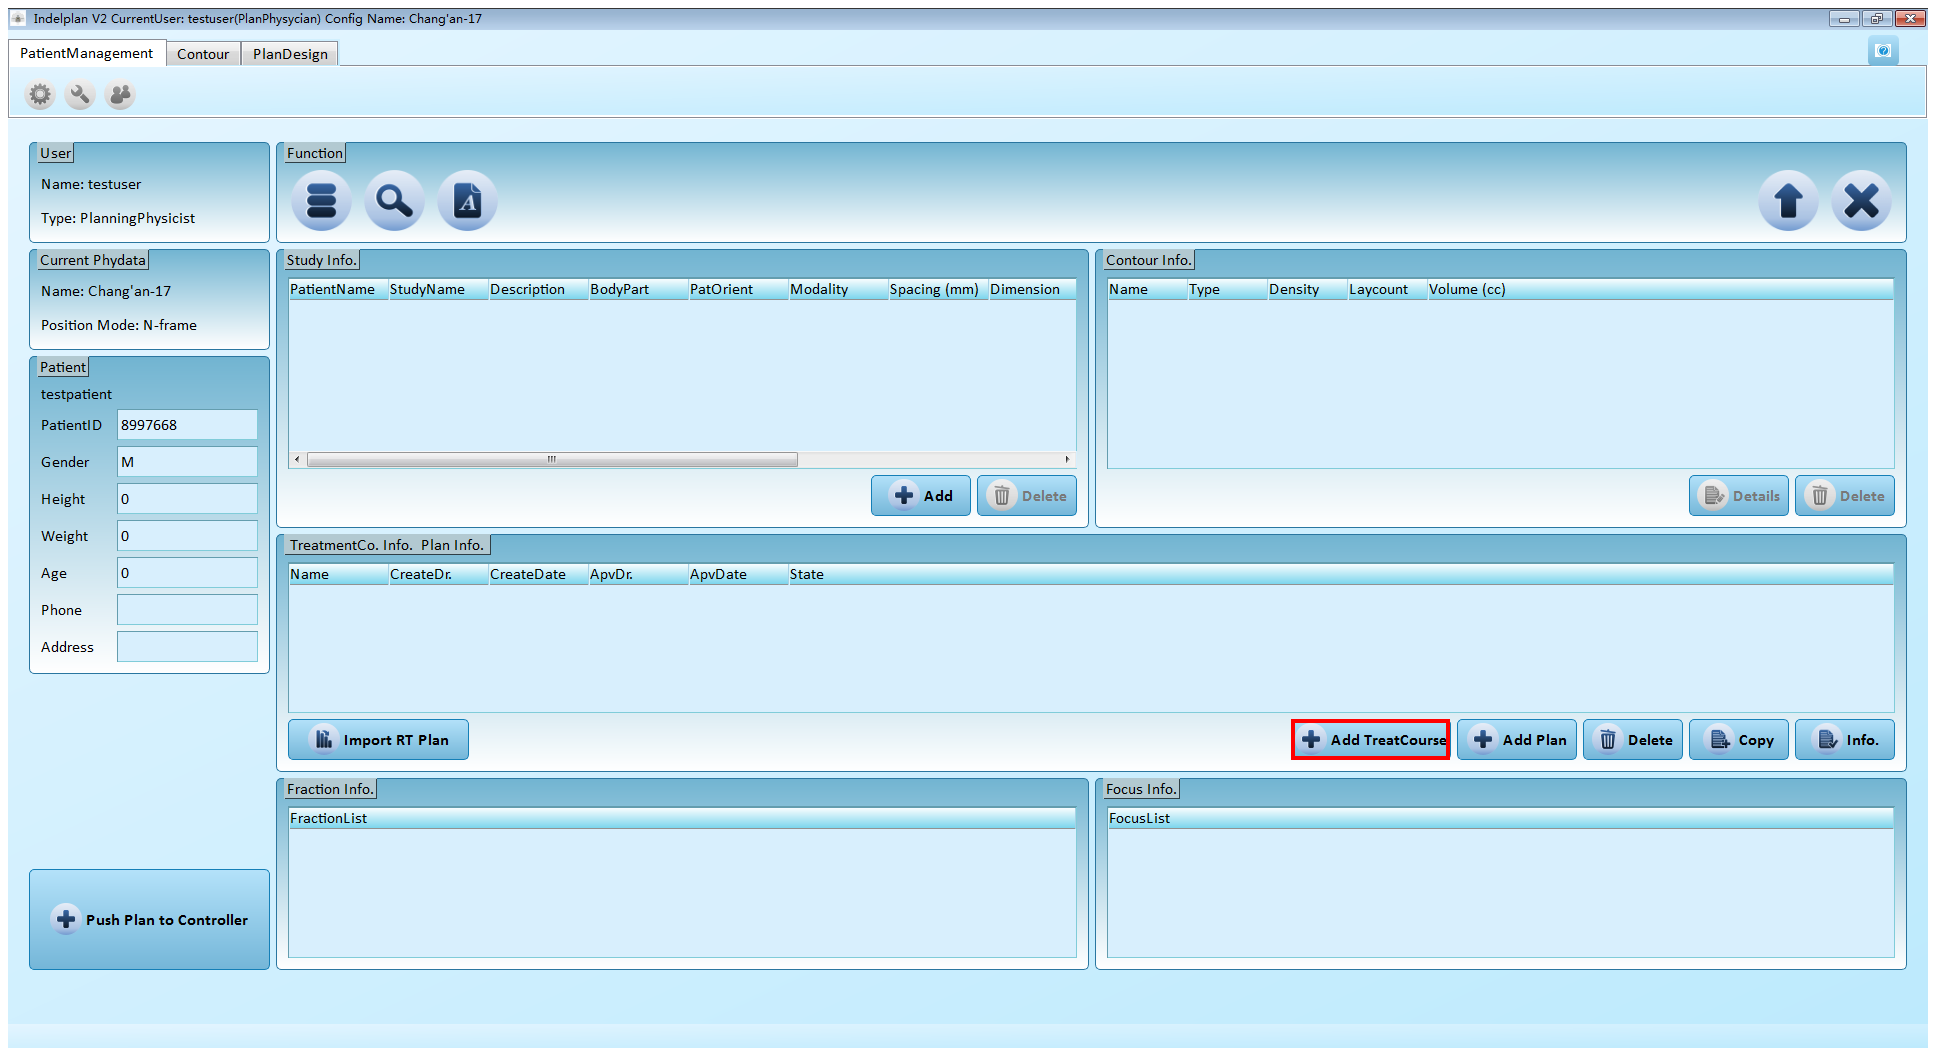 Indelplan V2 CurrentUser: testuser(PlanPhysycian) Config Name: Chang'an-17
PatientManagement Contour PlanDesign
User
Name: testuser
Type: PlanningPhysicist
Function
Current Phydata
Name: Chang'an-17
Position Mode: N-frame
Study Info.
PatientName StudyName Description BodyPart PatOrient Modality Spacing (mm) Dimension
Add Delete
Contour Info.
Name Type Density Laycount Volume (cc)
Details Delete
Patient
testpatient
PatientID 8997668
Gender M
Height 0
Weight 0
Age 0
Phone
Address
TreatmentCo. Info. Plan Info.
Name CreateDr. CreateDate ApvDr. ApvDate State
Import RT Plan Add TreatCourse Add Plan Delete Copy Info.
Fraction Info.
FractionList
Focus Info.
FocusList
Push Plan to Controller